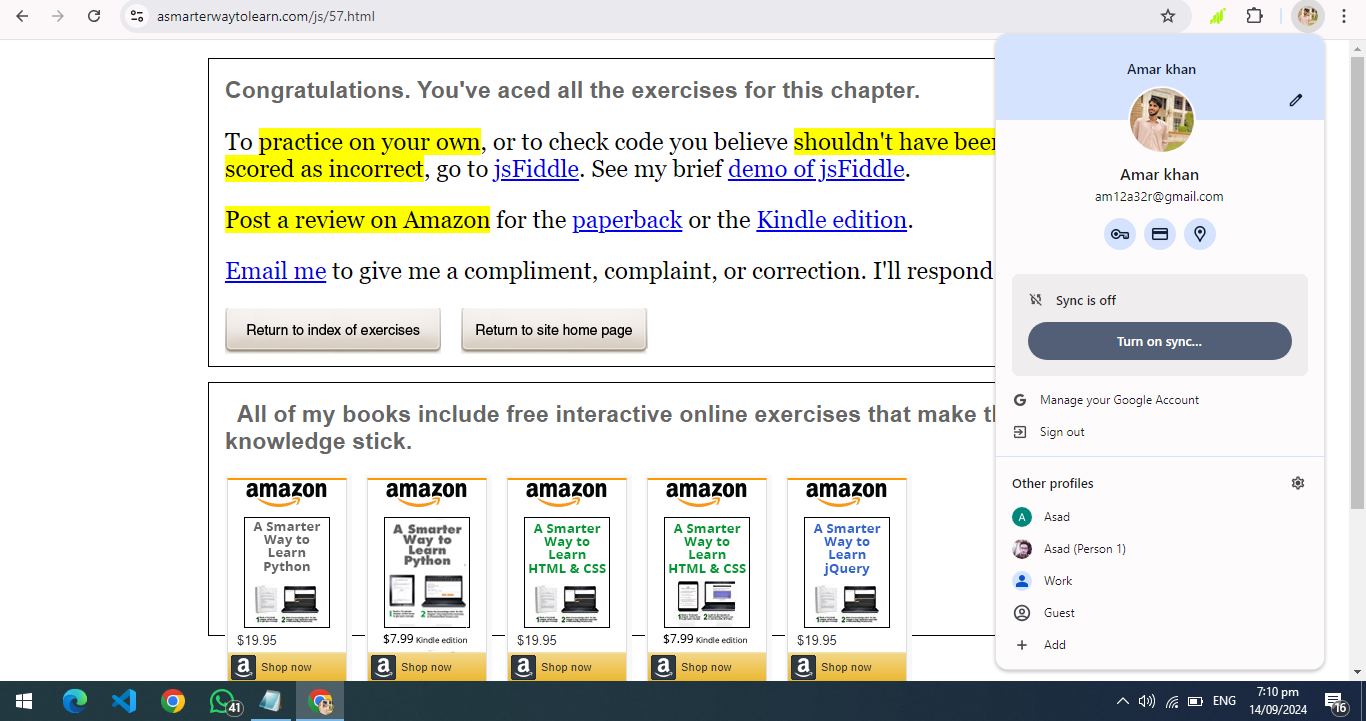 asmarterwaytolearn.com/js/57.html
Congratulations. You've aced all the exercises for this chapter.
To practice on your own, or to check code you believe shouldn't have been
scored as incorrect, go to jsFiddle. See my brief demo of jsFiddle.
Post a review on Amazon for the paperback or the Kindle edition.
Email me to give me a compliment, complaint, or correction. I'll respond
Return to index of exercises
Return to site home page
All of my books include free interactive online exercises that make
knowledge stick.
amazon
A Smarter
Way to
Learn
Python
$19.95
a Shop now
amazon
A Smarter
Way to
Learn
Python
$7.99 Kindle edition
a Shop now
amazon
A Smarter
Way to
Learn
HTML & CSS
$19.95
a Shop now
amazon
A Smarter
Way to
Learn
HTML & CSS
$7.99 Kindle edition
a Shop now
amazon
A Smarter
Way to
Learn
jQuery
$19.95
a Shop now
Amar khan
Amar khan
am12a32r@gmail.com
Sync is off
Turn on sync...
G Manage your Google Account
Sign out
Other profiles
A Asad
Asad (Person 1)
Work
Guest
+ Add
41
ENG
7:10 pm
14/09/2024
16